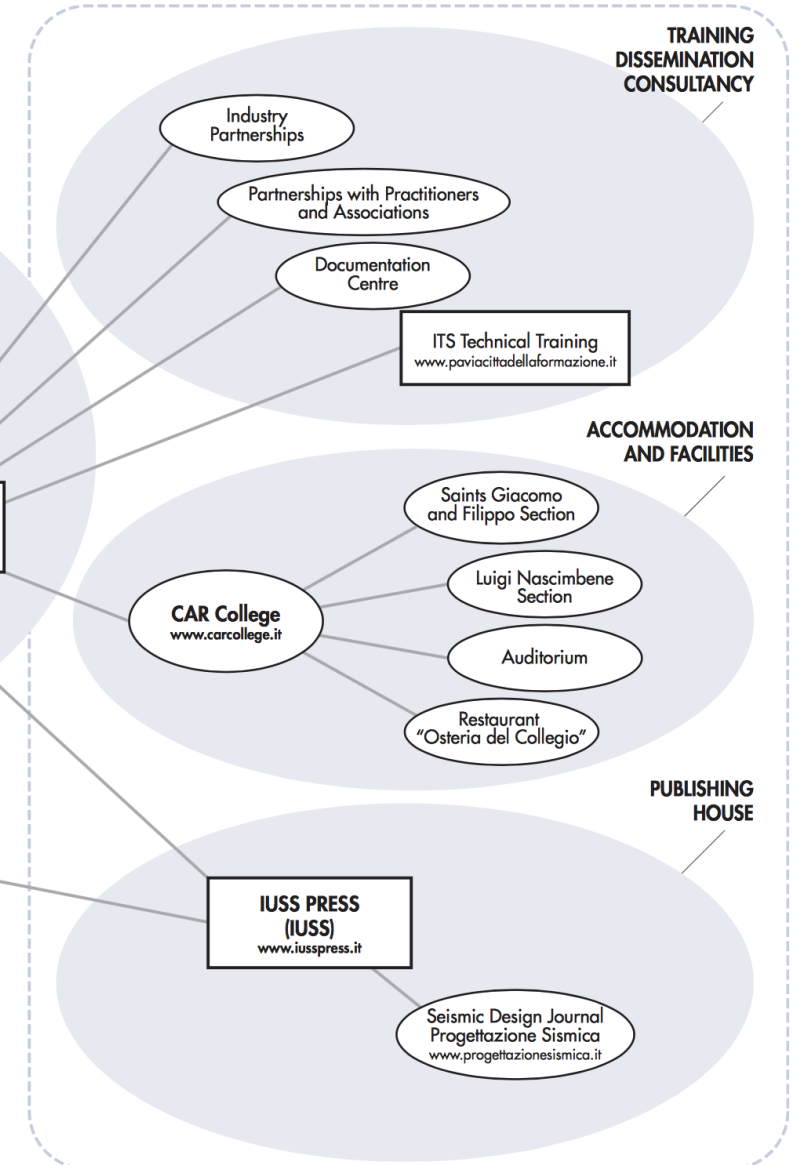 TRAINING
DISSEMINATION
CONSULTANCY
Industry
Partnerships
Partnerships with Practitioners
and Associations
Documentation
Centre
ITS Technical Training
www.paviacittadellaformazione.it
ACCOMMODATION
AND FACILITIES
Saints Giacomo
and Filippo Section
Luigi Nascimbene
Section
CAR College
www.carcollege.it
Auditorium
Restaurant
“Osteria del Collegio”
PUBLISHING
HOUSE
IUSS PRESS
(IUSS)
www.iusspress.it
Seismic Design Journal
Progettazione Sismica
www.progettazionesismica.it